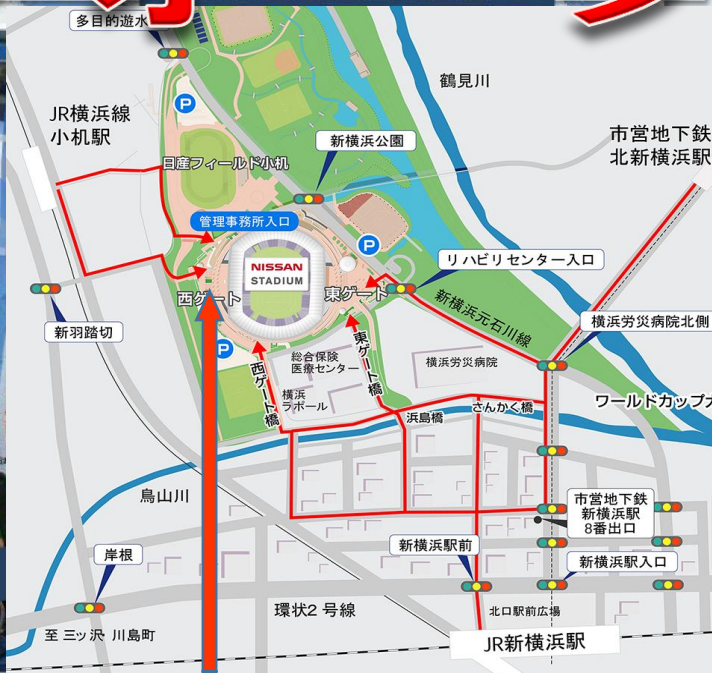 多目的遊水
鶴見川
JR横浜線
小机駅
市営地下鉄
北新横浜駅
P
新横浜公園
日産フィールド小机
管理事務所入口
P
リハビリセンター入口
NISSAN
STADIUM
西ゲート
東ゲート
新横浜元石川線
新羽踏切
横浜労災病院北側
P
西ゲート橋
総合保険
医療センター
東ゲート橋
横浜労災病院
横浜
ラポール
さんかく橋
ワールドカップ大
浜島橋
鳥山川
市営地下鉄
新横浜駅
8番出口
岸根
新横浜駅前
新横浜駅入口
環状2号線
北口駅前広場
至 三ッ沢・川島町
JR新横浜駅